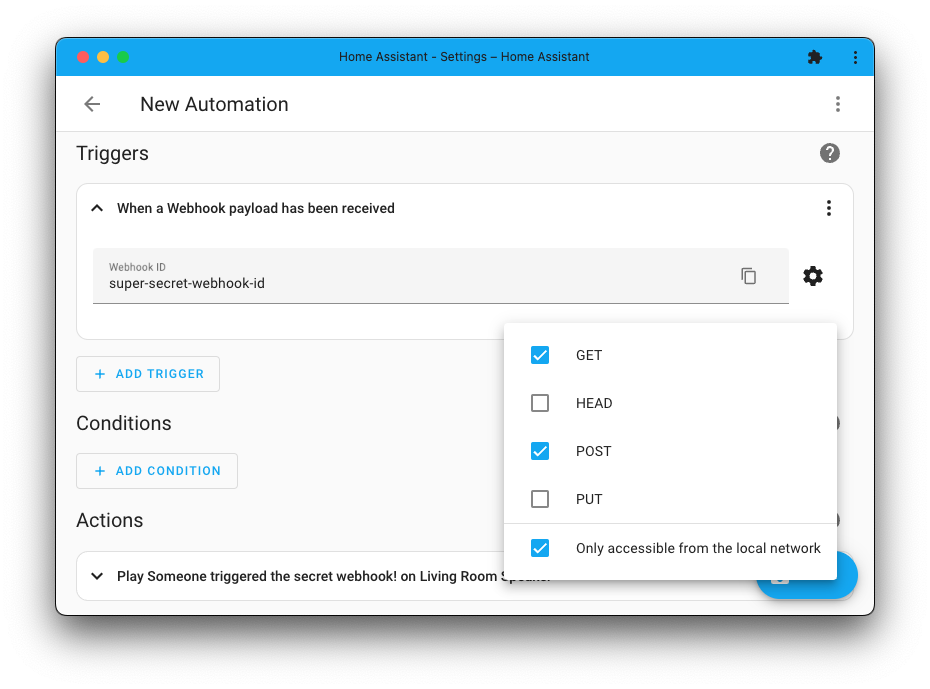 Home Assistant - Settings – Home Assistant
New Automation
Triggers
When a Webhook payload has been received
Webhook ID
super-secret-webhook-id
GET
HEAD
POST
PUT
Only accessible from the local network
+ ADD TRIGGER
Conditions
+ ADD CONDITION
Actions
Play Someone triggered the secret webhook! on Living Room